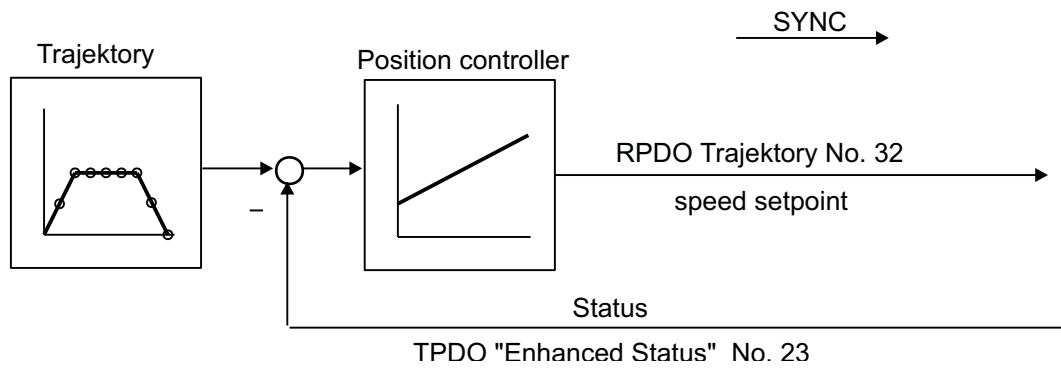 SYNC
Trajektory
Position controller
RPDO Trajektory No. 32
speed setpoint
–
Status
TPDO "Enhanced Status" No. 23